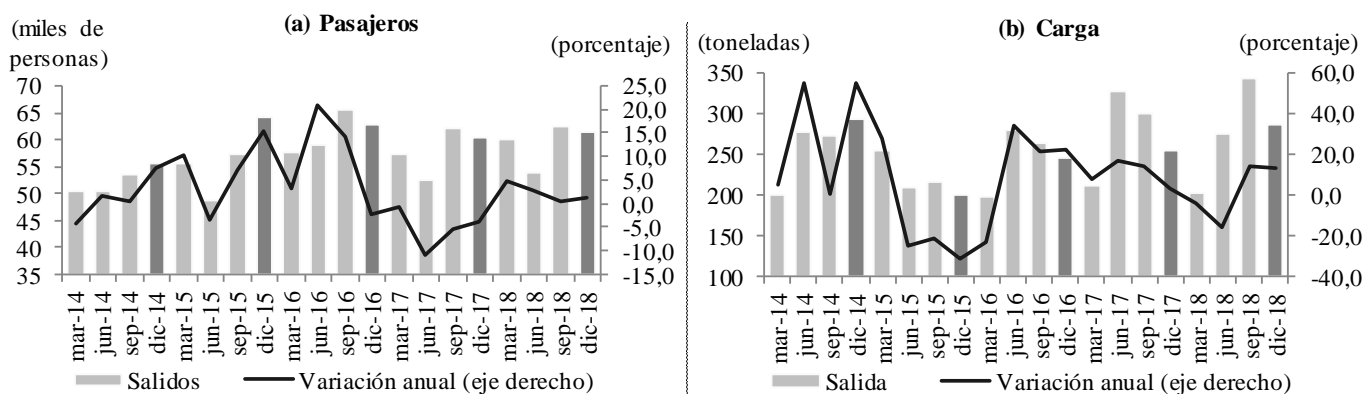 (a) Pasajeros
(miles de
personas)
(porcentaje)
70
65
60
55
50
45
40
35
25,0
20,0
15,0
10,0
5,0
0,0
-5,0
-10,0
-15,0
mar-14
jun-14
sep-14
dic-14
mar-15
jun-15
sep-15
dic-15
mar-16
jun-16
sep-16
dic-16
mar-17
jun-17
sep-17
dic-17
mar-18
jun-18
sep-18
dic-18
Salidos
Variación anual (eje derecho)
(b) Carga
(toneladas)
(porcentaje)
350
300
250
200
150
100
60,0
40,0
20,0
0,0
-20,0
-40,0
mar-14
jun-14
sep-14
dic-14
mar-15
jun-15
sep-15
dic-15
mar-16
jun-16
sep-16
dic-16
mar-17
jun-17
sep-17
dic-17
mar-18
jun-18
sep-18
dic-18
Salida
Variación anual (eje derecho)